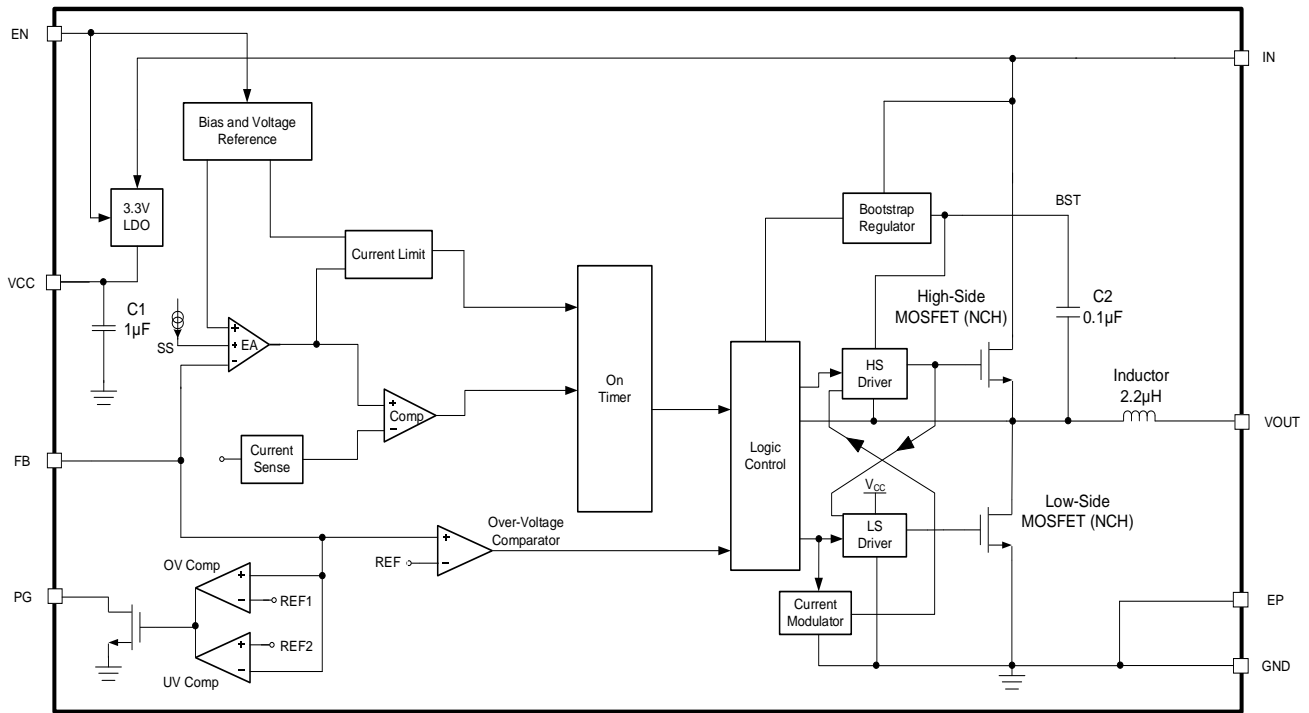 EN
IN
Bias and Voltage
Reference
3.3V
LDO
Bootstrap
Regulator
BST
Current Limit
VCC
C1
1µF
SS
EA
High-Side
MOSFET (NCH)
C2
0.1µF
On
Timer
HS
Driver
Inductor
2.2µH
Comp
VOUT
Logic
Control
FB
Current
Sense
VCC
Low-Side
MOSFET (NCH)
LS
Driver
Over-Voltage
Comparator
REF
OV Comp
PG
REF1
REF2
UV Comp
Current
Modulator
EP
GND